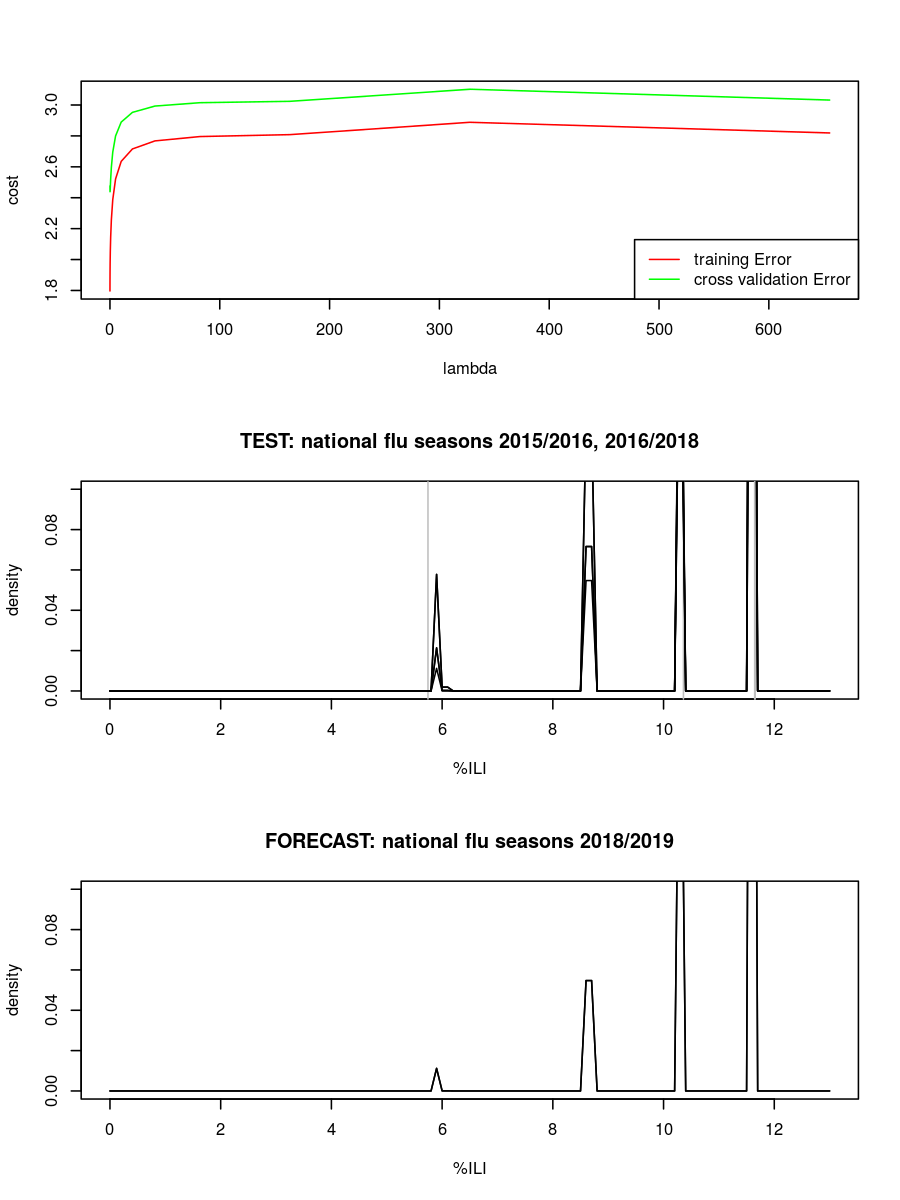 cost
1.8 2.2 2.6 3.0
training Error
cross validation Error
0 100 200 300 400 500 600
lambda
TEST: national flu seasons 2015/2016, 2016/2018
density
0.00 0.04 0.08
0 2 4 6 8 10 12
%ILI
FORECAST: national flu seasons 2018/2019
density
0.00 0.04 0.08
0 2 4 6 8 10 12
%ILI